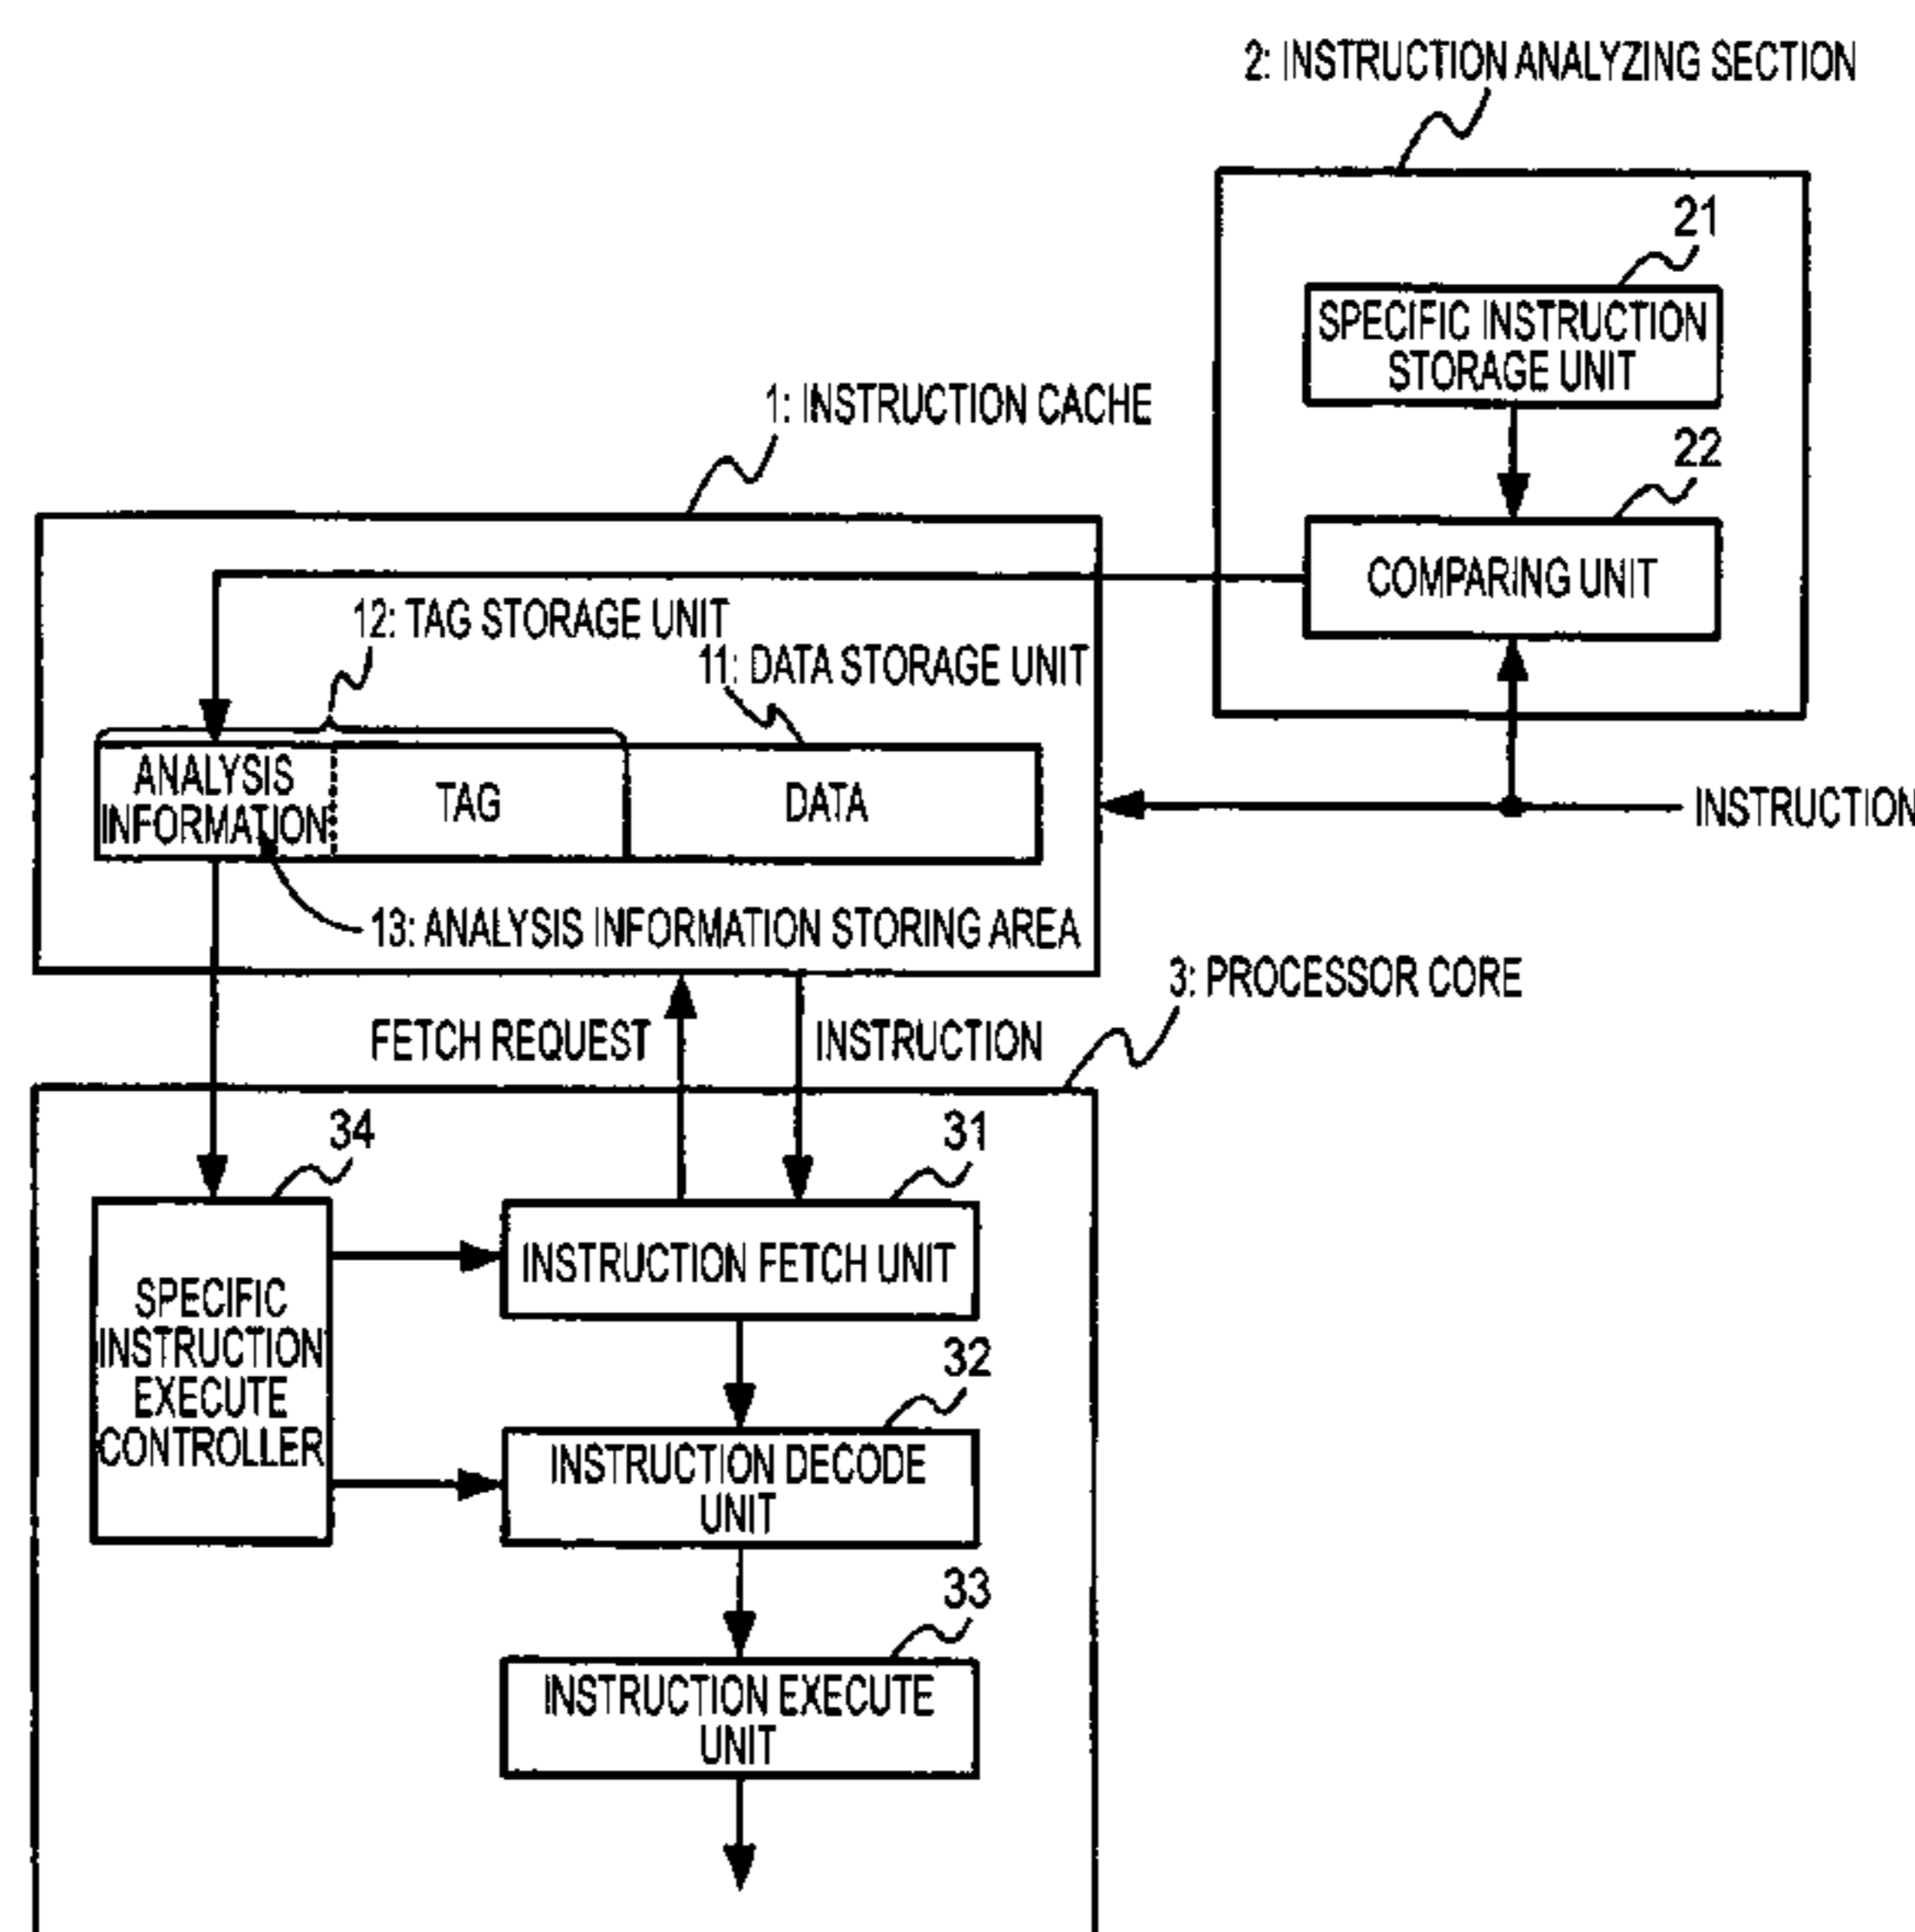 2: INSTRUCTION ANALYZING SECTION
21
SPECIFIC INSTRUCTION
STORAGE UNIT
1: INSTRUCTION CACHE
22
COMPARING UNIT
12: TAG STORAGE UNIT
11: DATA STORAGE UNIT
ANALYSIS
INFORMATION
TAG
DATA
INSTRUCTION
13: ANALYSIS INFORMATION STORING AREA
3: PROCESSOR CORE
FETCH REQUEST
INSTRUCTION
34
31
SPECIFIC
INSTRUCTION
EXECUTE
CONTROLLER
INSTRUCTION FETCH UNIT
32
INSTRUCTION DECODE
UNIT
33
INSTRUCTION EXECUTE
UNIT